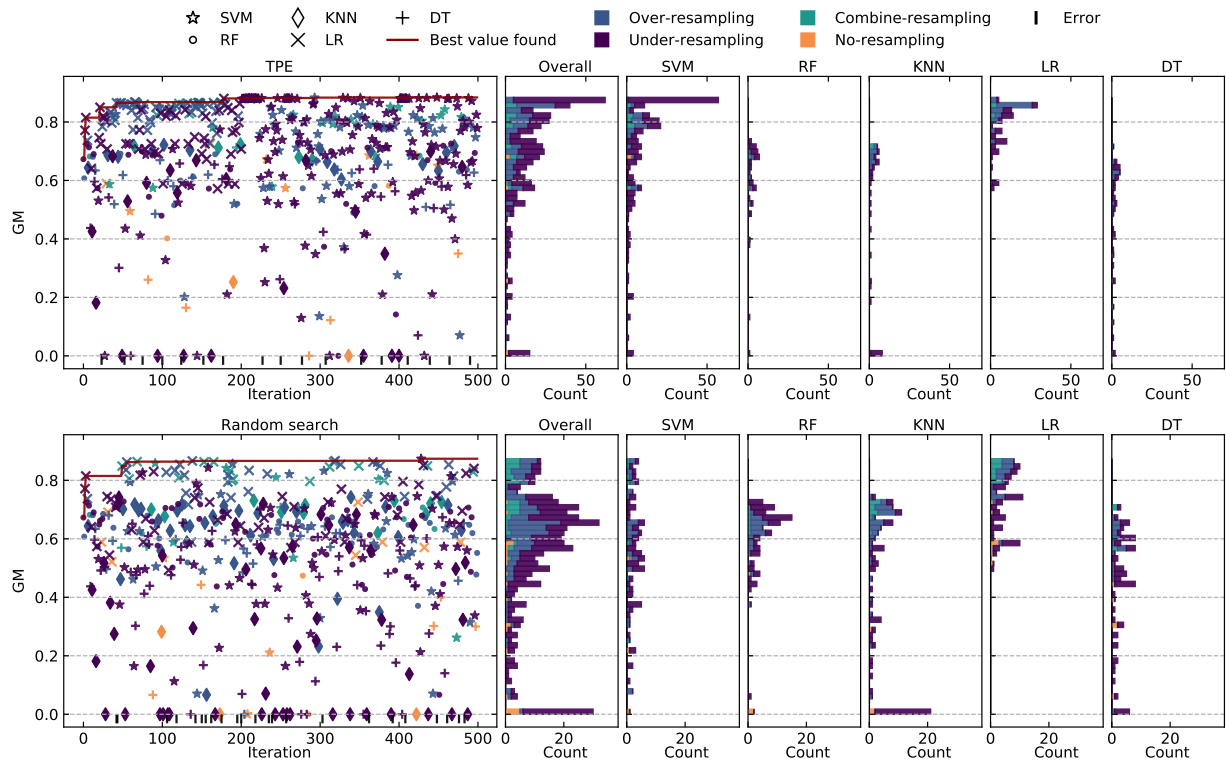 SVM KNN DT Over-resampling Combine-resampling Error
RF LR Best value found Under-resampling No-resampling
TPE Overall SVM RF KNN LR DT
0.8
0.6
GM
0.4
0.2
0.0
0 100 200 300 400 500 0 50 0 50 0 50 0 50 0 50 0 50
Iteration Count Count Count Count Count Count
Random search Overall SVM RF KNN LR DT
0.8
0.6
GM
0.4
0.2
0.0
0 100 200 300 400 500 0 20 0 20 0 20 0 20 0 20 0 20
Iteration Count Count Count Count Count Count